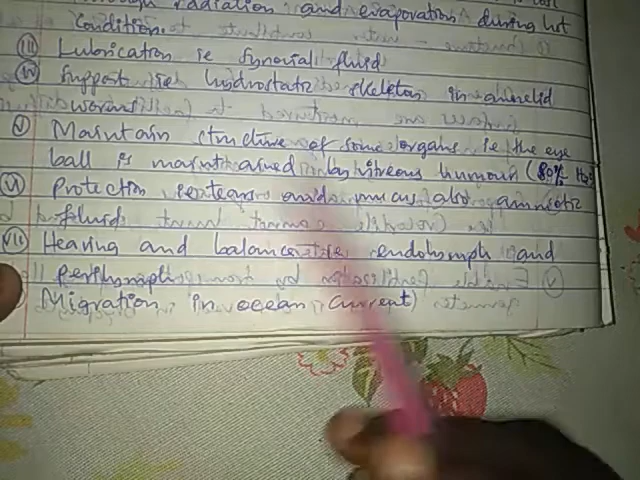 through radiation and evaporation during hot
condition.
(iii) Lubrication ie synovial fluid
(iv) Support ie hydrostatic skeleton in annelid
worms
(v) Maintain structure of some organs ie the eye
ball is maintained by vitreous humour (80% H₂O
(vi) Protection ie tears and mucus, also amniotic
fluid
(vii) Hearing and balance ie endolymph and
perilymph
Migration in ocean (current)